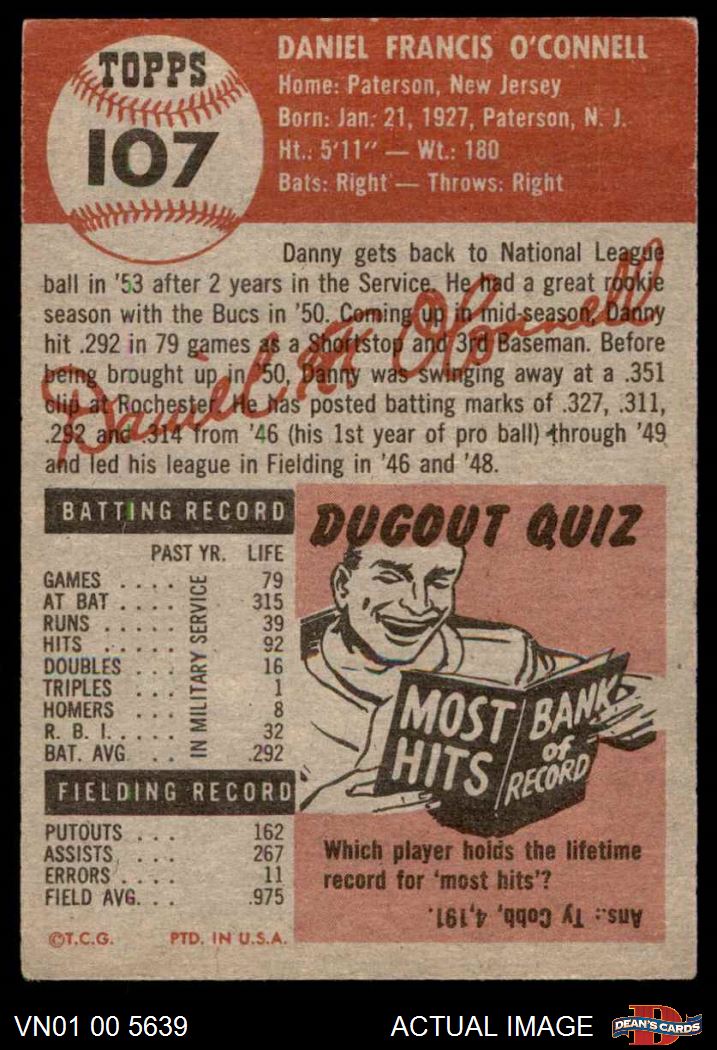 TOPPS
107
DANIEL FRANCIS O'CONNELL
Home: Paterson, New Jersey
Born: Jan. 21, 1927, Paterson, N. J.
Ht.: 5'11" — Wt.: 180
Bats: Right — Throws: Right
Danny gets back to National League
ball in '53 after 2 years in the Service. He had a great rookie
season with the Bucs in '50. Coming up in mid-season, Danny
hit .292 in 79 games as a Shortstop and 3rd Baseman. Before
being brought up in '50, Danny was swinging away at a .351
clip at Rochester. He has posted batting marks of .327, .311,
.292 and .314 from '46 (his 1st year of pro ball) through '49
and led his league in Fielding in '46 and '48.
Daniel F. O'Connell
BATTING RECORD
PAST YR. LIFE
GAMES . . . . 79
AT BAT . . . . 315
RUNS . . . . . 39
HITS . . . . . 92
DOUBLES . . . 16
TRIPLES . . . 1
HOMERS . . . 8
R. B. I. . . . . . 32
BAT. AVG. . . . .292
IN MILITARY SERVICE
FIELDING RECORD
PUTOUTS . . . 162
ASSISTS . . . . 267
ERRORS . . . . 11
FIELD AVG. . . .975
©T.C.G. PTD. IN U.S.A.
DUGOUT QUIZ
MOST
HITS
BANK
of
RECORD
Which player holds the lifetime
record for 'most hits'?
Ans.: Ty Cobb, 4,191.
VN01 00 5639
ACTUAL IMAGE
D
DEAN'S CARDS